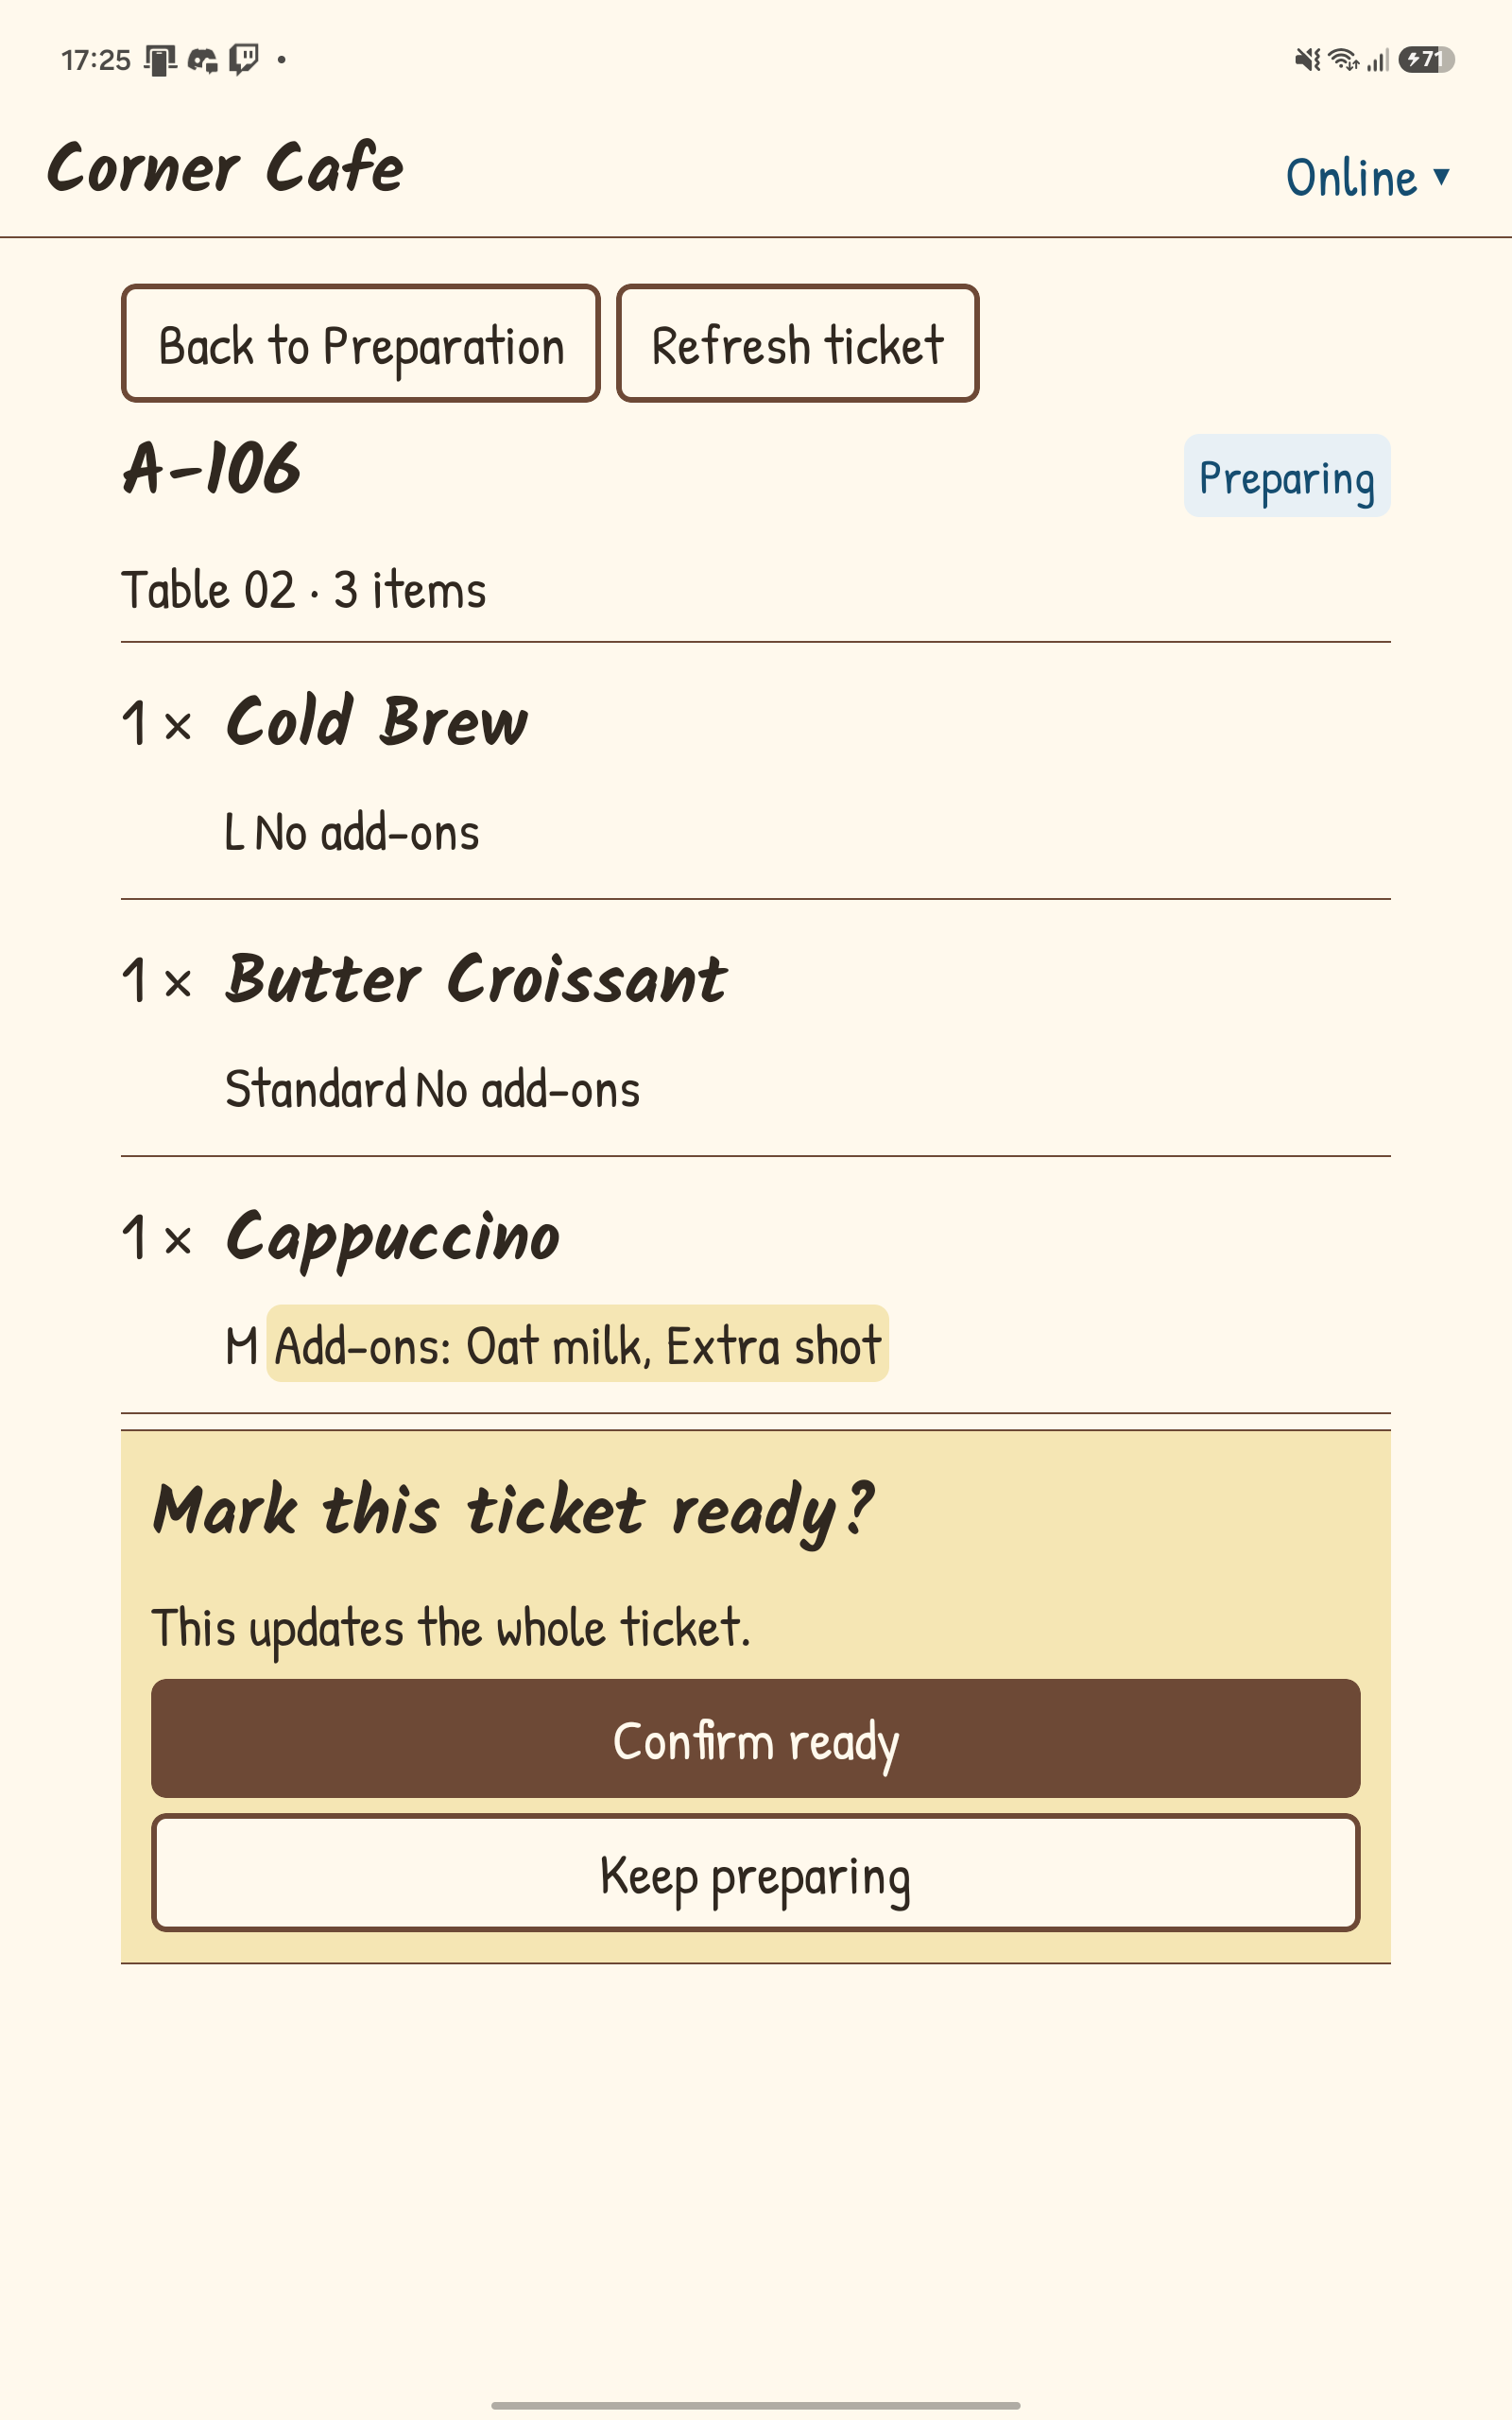 17:25
71
Corner Cafe
Online ▼
Back to Preparation
Refresh ticket
A-106
Preparing
Table 02 · 3 items
1 × Cold Brew
L No add-ons
1 × Butter Croissant
Standard No add-ons
1 × Cappuccino
M Add-ons: Oat milk, Extra shot
Mark this ticket ready?
This updates the whole ticket.
Confirm ready
Keep preparing